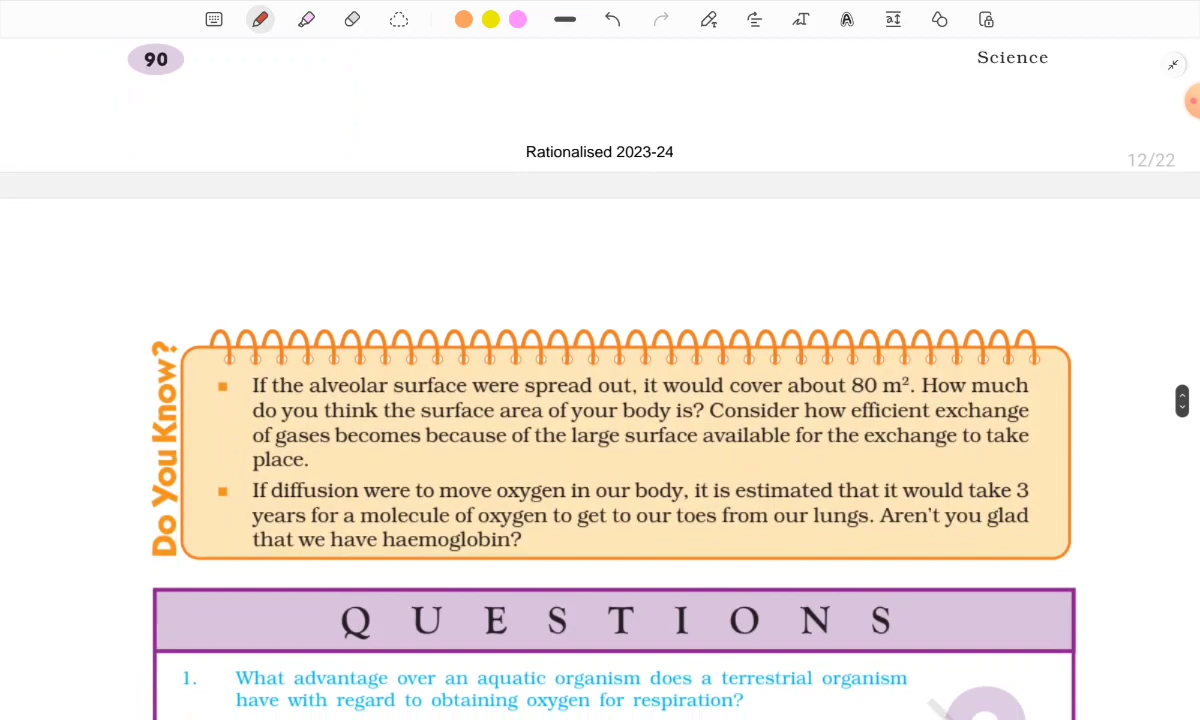 90
Science
Rationalised 2023-24
12/22
Do You Know?
▪ If the alveolar surface were spread out, it would cover about 80 m². How much
do you think the surface area of your body is? Consider how efficient exchange
of gases becomes because of the large surface available for the exchange to take
place.
▪ If diffusion were to move oxygen in our body, it is estimated that it would take 3
years for a molecule of oxygen to get to our toes from our lungs. Aren't you glad
that we have haemoglobin?
Q U E S T I O N S
1. What advantage over an aquatic organism does a terrestrial organism
have with regard to obtaining oxygen for respiration?